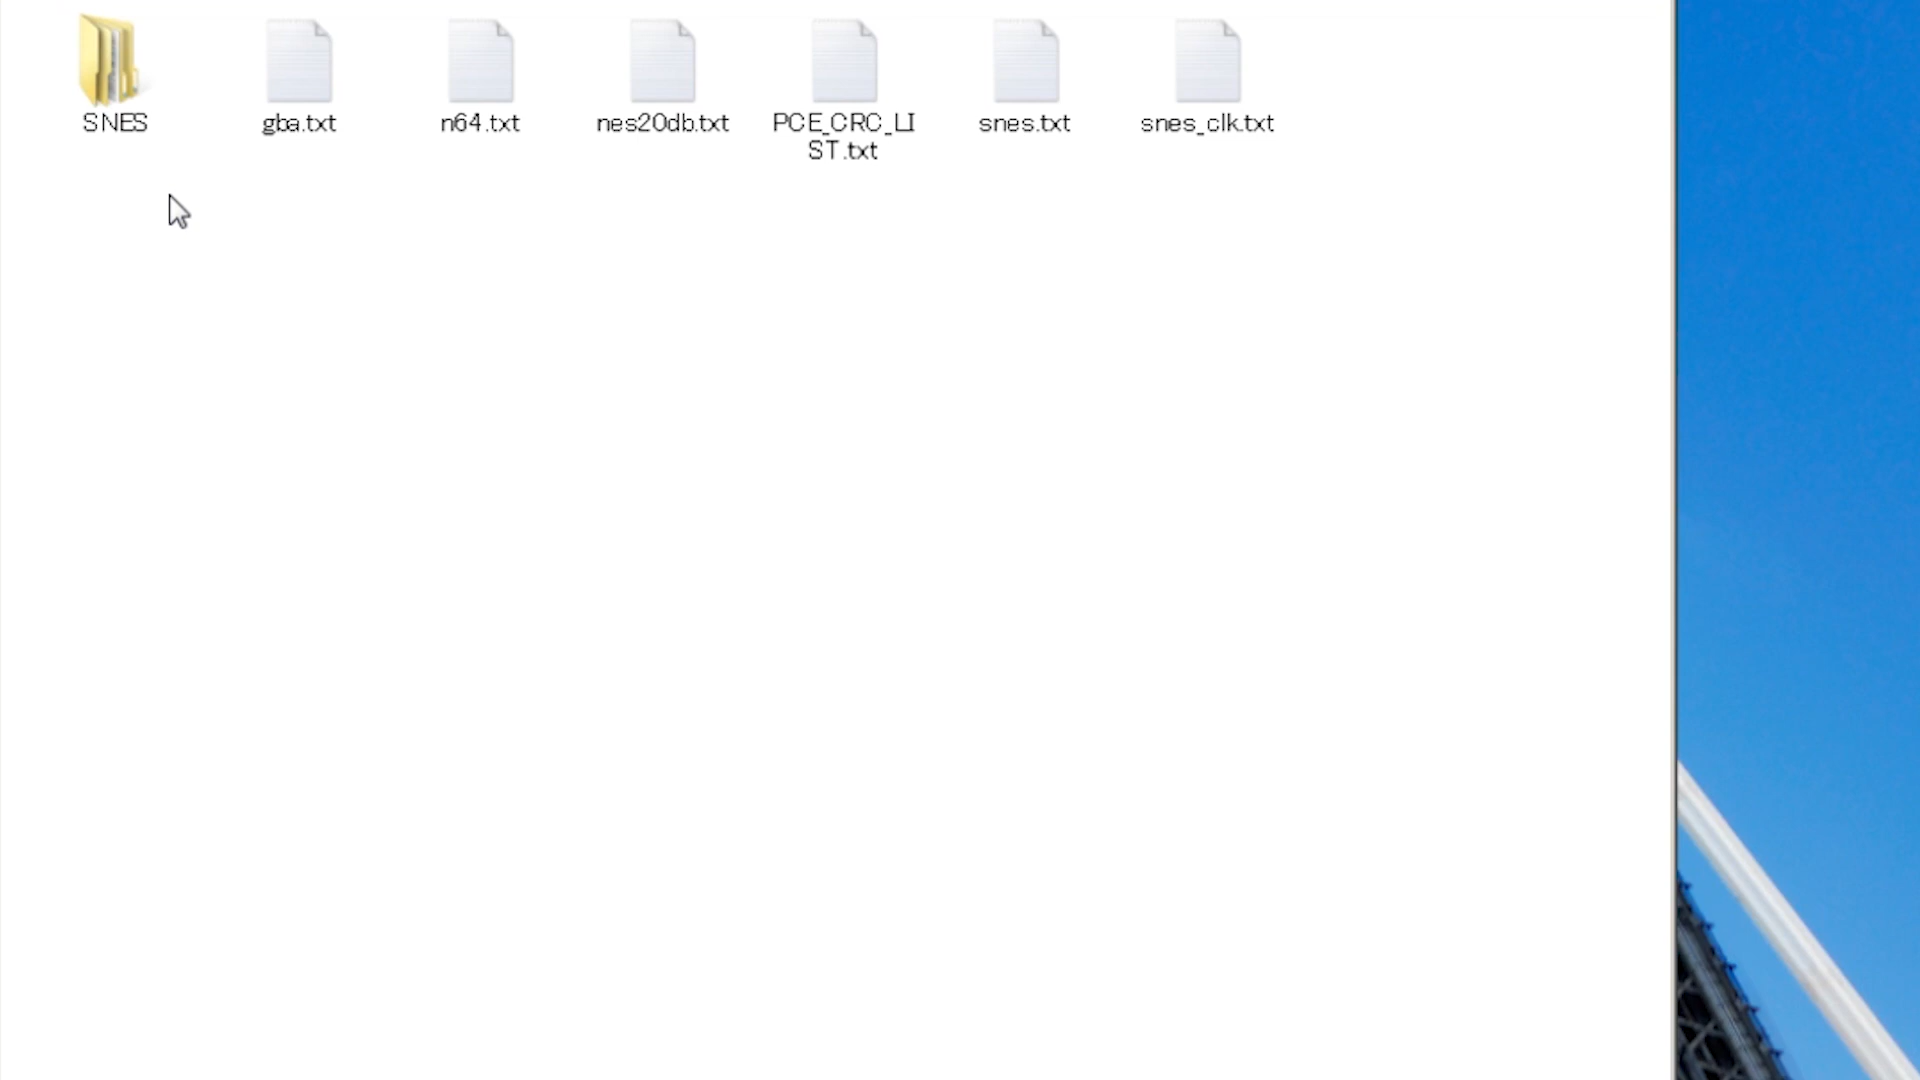 SNES
gba.txt
n64.txt
nes20db.txt
PCE_CRC_LI
ST.txt
snes.txt
snes_clk.txt